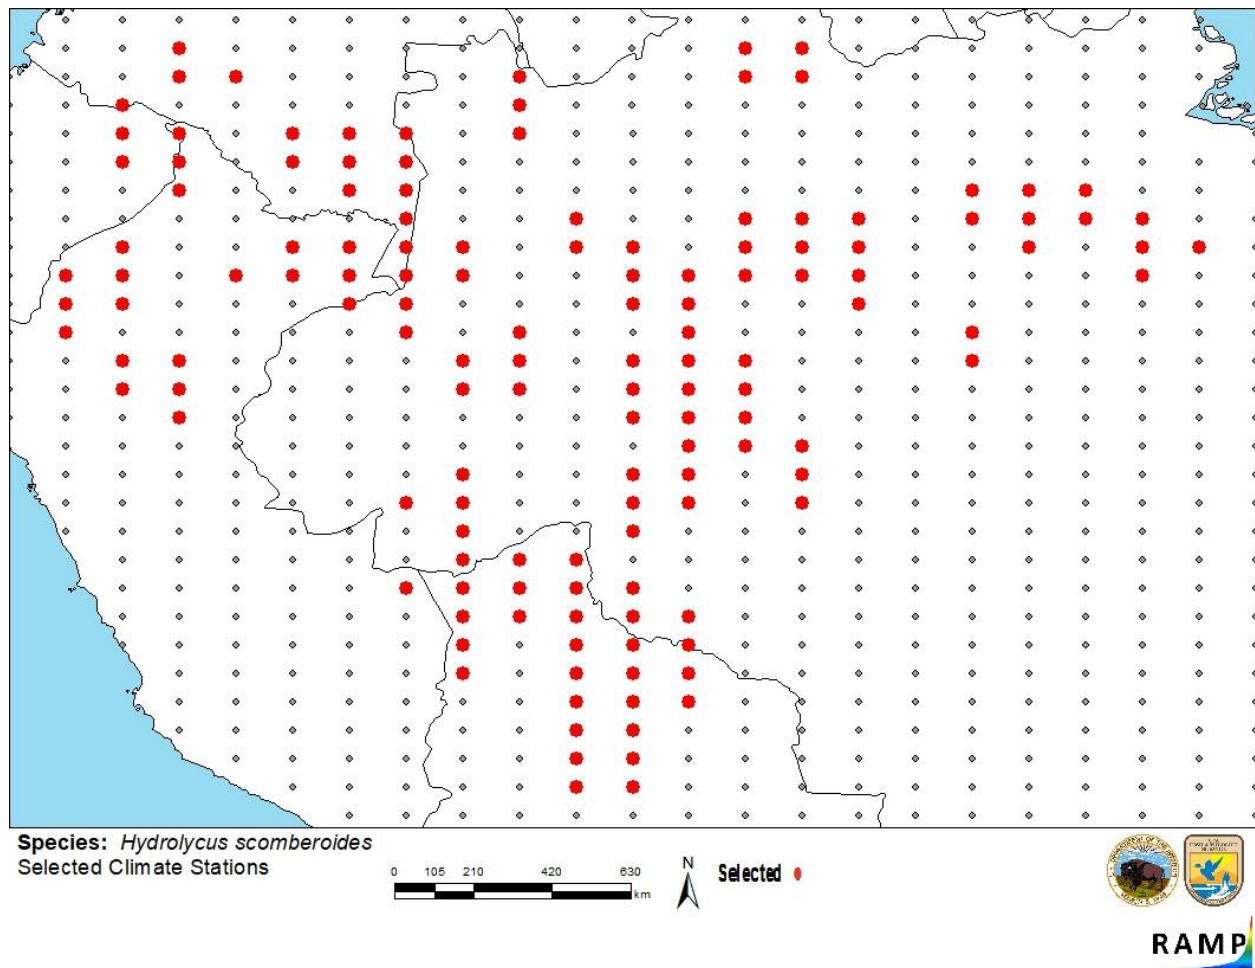 Species: Hydrolycus scomberoides
Selected Climate Stations
0 105 210 420 630
km
N
Selected
RAMP